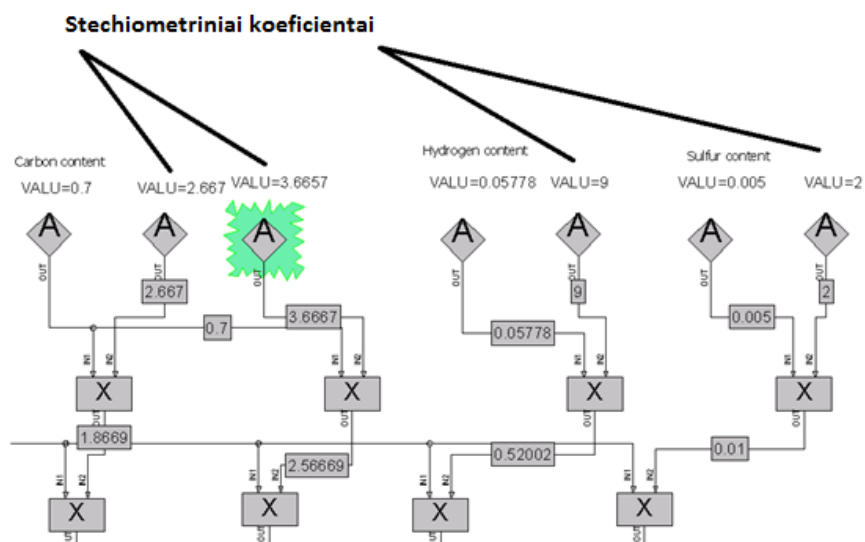 Stechiometriniai koeficientai
Carbon content
Hydrogen content
Sulfur content
VALU=0.7
VALU=2.667
VALU=3.6657
VALU=0.05778
VALU=9
VALU=0.005
VALU=2
A A A A A A A
OUT OUT OUT OUT OUT OUT OUT
2.667
9
2
0.7
3.6667
0.05778
0.005
IN1 IN2 IN1 IN2 IN1 IN2 IN1 IN2
X X X X
OUT OUT OUT OUT
1.8669
2.56669
0.52002
0.01
IN1 IN2 IN1 IN2 IN1 IN2 IN1 IN2
X X X X